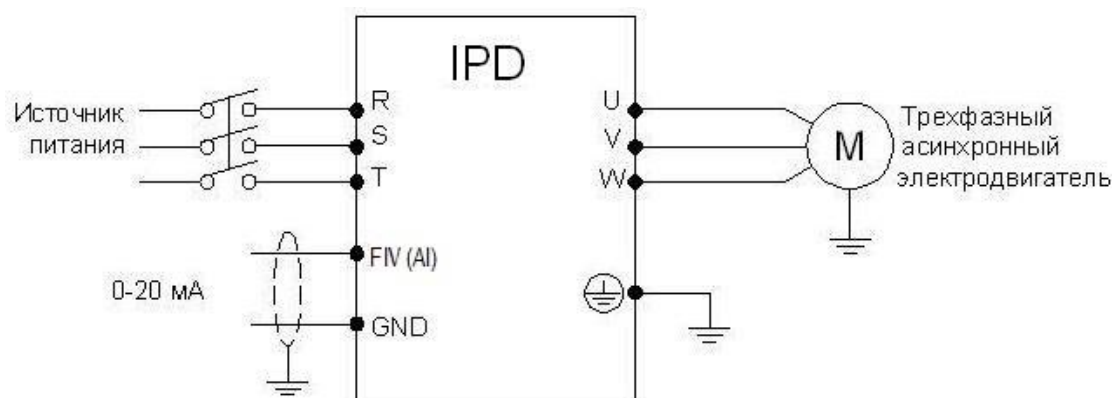 IPD
Источник
питания
R
S
T
U
V
W
M
Трехфазный
асинхронный
электродвигатель
0-20 мА
FIV (AI)
GND